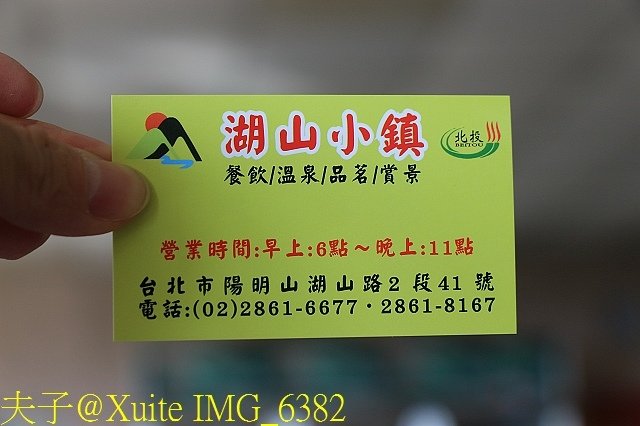 湖山小鎮
北投
BEITOU
餐飲/溫泉/品茗/賞景
營業時間:早上:6點～晚上:11點
台北市陽明山湖山路2段41號
電話:(02)2861-6677・2861-8167
夫子@Xuite IMG_6382